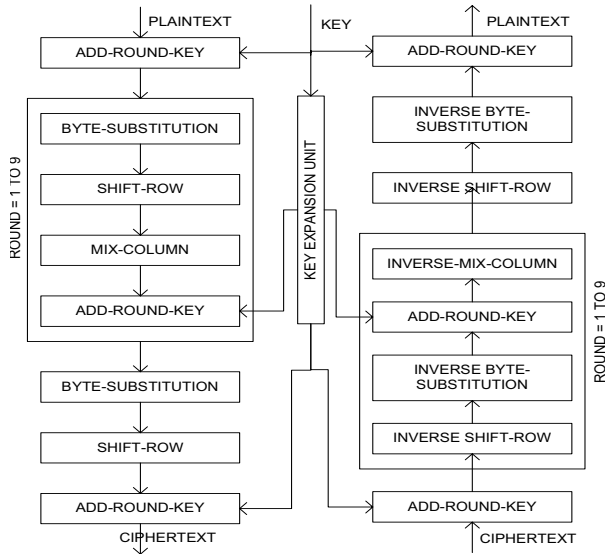 PLAINTEXT
ADD-ROUND-KEY
ROUND = 1 TO 9
BYTE-SUBSTITUTION
SHIFT-ROW
MIX-COLUMN
ADD-ROUND-KEY
BYTE-SUBSTITUTION
SHIFT-ROW
ADD-ROUND-KEY
CIPHERTEXT
KEY
KEY EXPANSION UNIT
PLAINTEXT
ADD-ROUND-KEY
INVERSE BYTE-
SUBSTITUTION
INVERSE SHIFT-ROW
INVERSE-MIX-COLUMN
ADD-ROUND-KEY
INVERSE BYTE-
SUBSTITUTION
INVERSE SHIFT-ROW
ROUND = 1 TO 9
ADD-ROUND-KEY
CIPHERTEXT